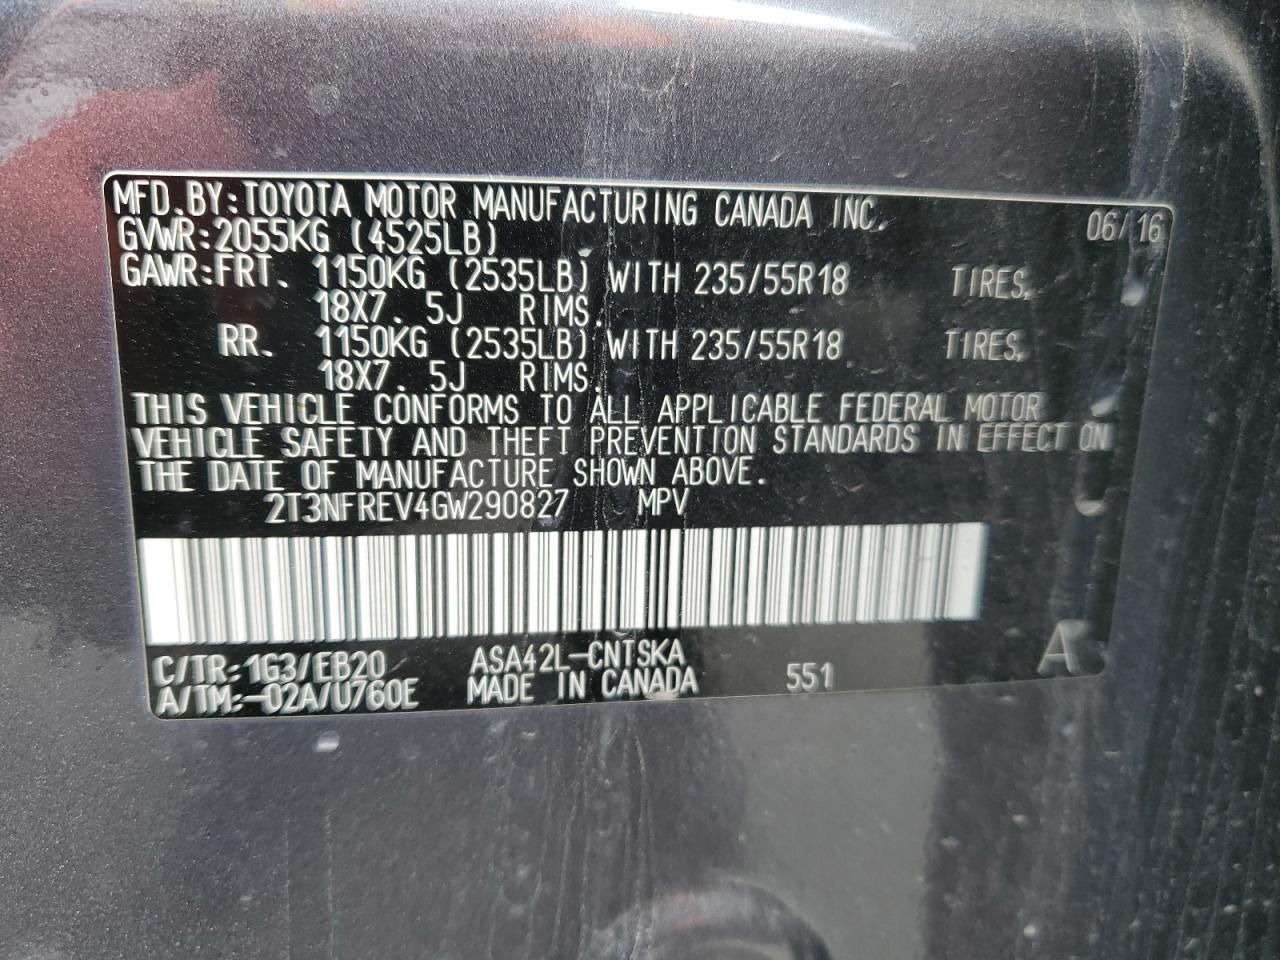 MFD.BY:TOYOTA MOTOR MANUFACTURING CANADA INC. 06/16
GVWR:2055KG (4525LB)
GAWR:FRT. 1150KG (2535LB) WITH 235/55R18 TIRES,
18X7. 5J RIMS.
RR. 1150KG (2535LB) WITH 235/55R18 TIRES,
18X7. 5J RIMS.
THIS VEHICLE CONFORMS TO ALL APPLICABLE FEDERAL MOTOR
VEHICLE SAFETY AND THEFT PREVENTION STANDARDS IN EFFECT ON
THE DATE OF MANUFACTURE SHOWN ABOVE.
2T3NFREV4GW290827 MPV
C/TR:1G3/EB20 ASA42L-CNTSKA 551 A
A/TM:-02A/U760E MADE IN CANADA